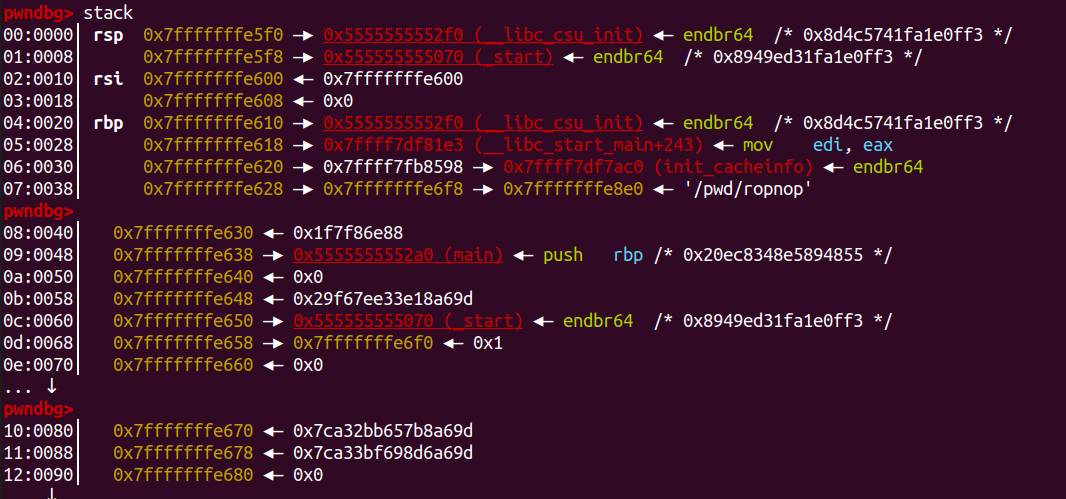 pwndbg> stack
00:0000│ rsp 0x7fffffffe5f0 —▸ 0x5555555552f0 (__libc_csu_init) ◂— endbr64 /* 0x8d4c5741fa1e0ff3 */
01:0008│ 0x7fffffffe5f8 —▸ 0x555555555070 (_start) ◂— endbr64 /* 0x8949ed31fa1e0ff3 */
02:0010│ rsi 0x7fffffffe600 ◂— 0x7fffffffe600
03:0018│ 0x7fffffffe608 ◂— 0x0
04:0020│ rbp 0x7fffffffe610 —▸ 0x5555555552f0 (__libc_csu_init) ◂— endbr64 /* 0x8d4c5741fa1e0ff3 */
05:0028│ 0x7fffffffe618 —▸ 0x7ffff7df81e3 (__libc_start_main+243) ◂— mov edi, eax
06:0030│ 0x7fffffffe620 —▸ 0x7ffff7fb8598 —▸ 0x7ffff7df7ac0 (init_cacheinfo) ◂— endbr64
07:0038│ 0x7fffffffe628 —▸ 0x7fffffffe6f8 —▸ 0x7fffffffe8e0 ◂— '/pwd/ropnop'
pwndbg>
08:0040│ 0x7fffffffe630 ◂— 0x1f7f86e88
09:0048│ 0x7fffffffe638 —▸ 0x5555555552a0 (main) ◂— push rbp /* 0x20ec8348e5894855 */
0a:0050│ 0x7fffffffe640 ◂— 0x0
0b:0058│ 0x7fffffffe648 ◂— 0x29f67ee33e18a69d
0c:0060│ 0x7fffffffe650 —▸ 0x555555555070 (_start) ◂— endbr64 /* 0x8949ed31fa1e0ff3 */
0d:0068│ 0x7fffffffe658 —▸ 0x7fffffffe6f0 ◂— 0x1
0e:0070│ 0x7fffffffe660 ◂— 0x0
... ↓
pwndbg>
10:0080│ 0x7fffffffe670 ◂— 0x7ca32bb657b8a69d
11:0088│ 0x7fffffffe678 ◂— 0x7ca33bf698d6a69d
12:0090│ 0x7fffffffe680 ◂— 0x0